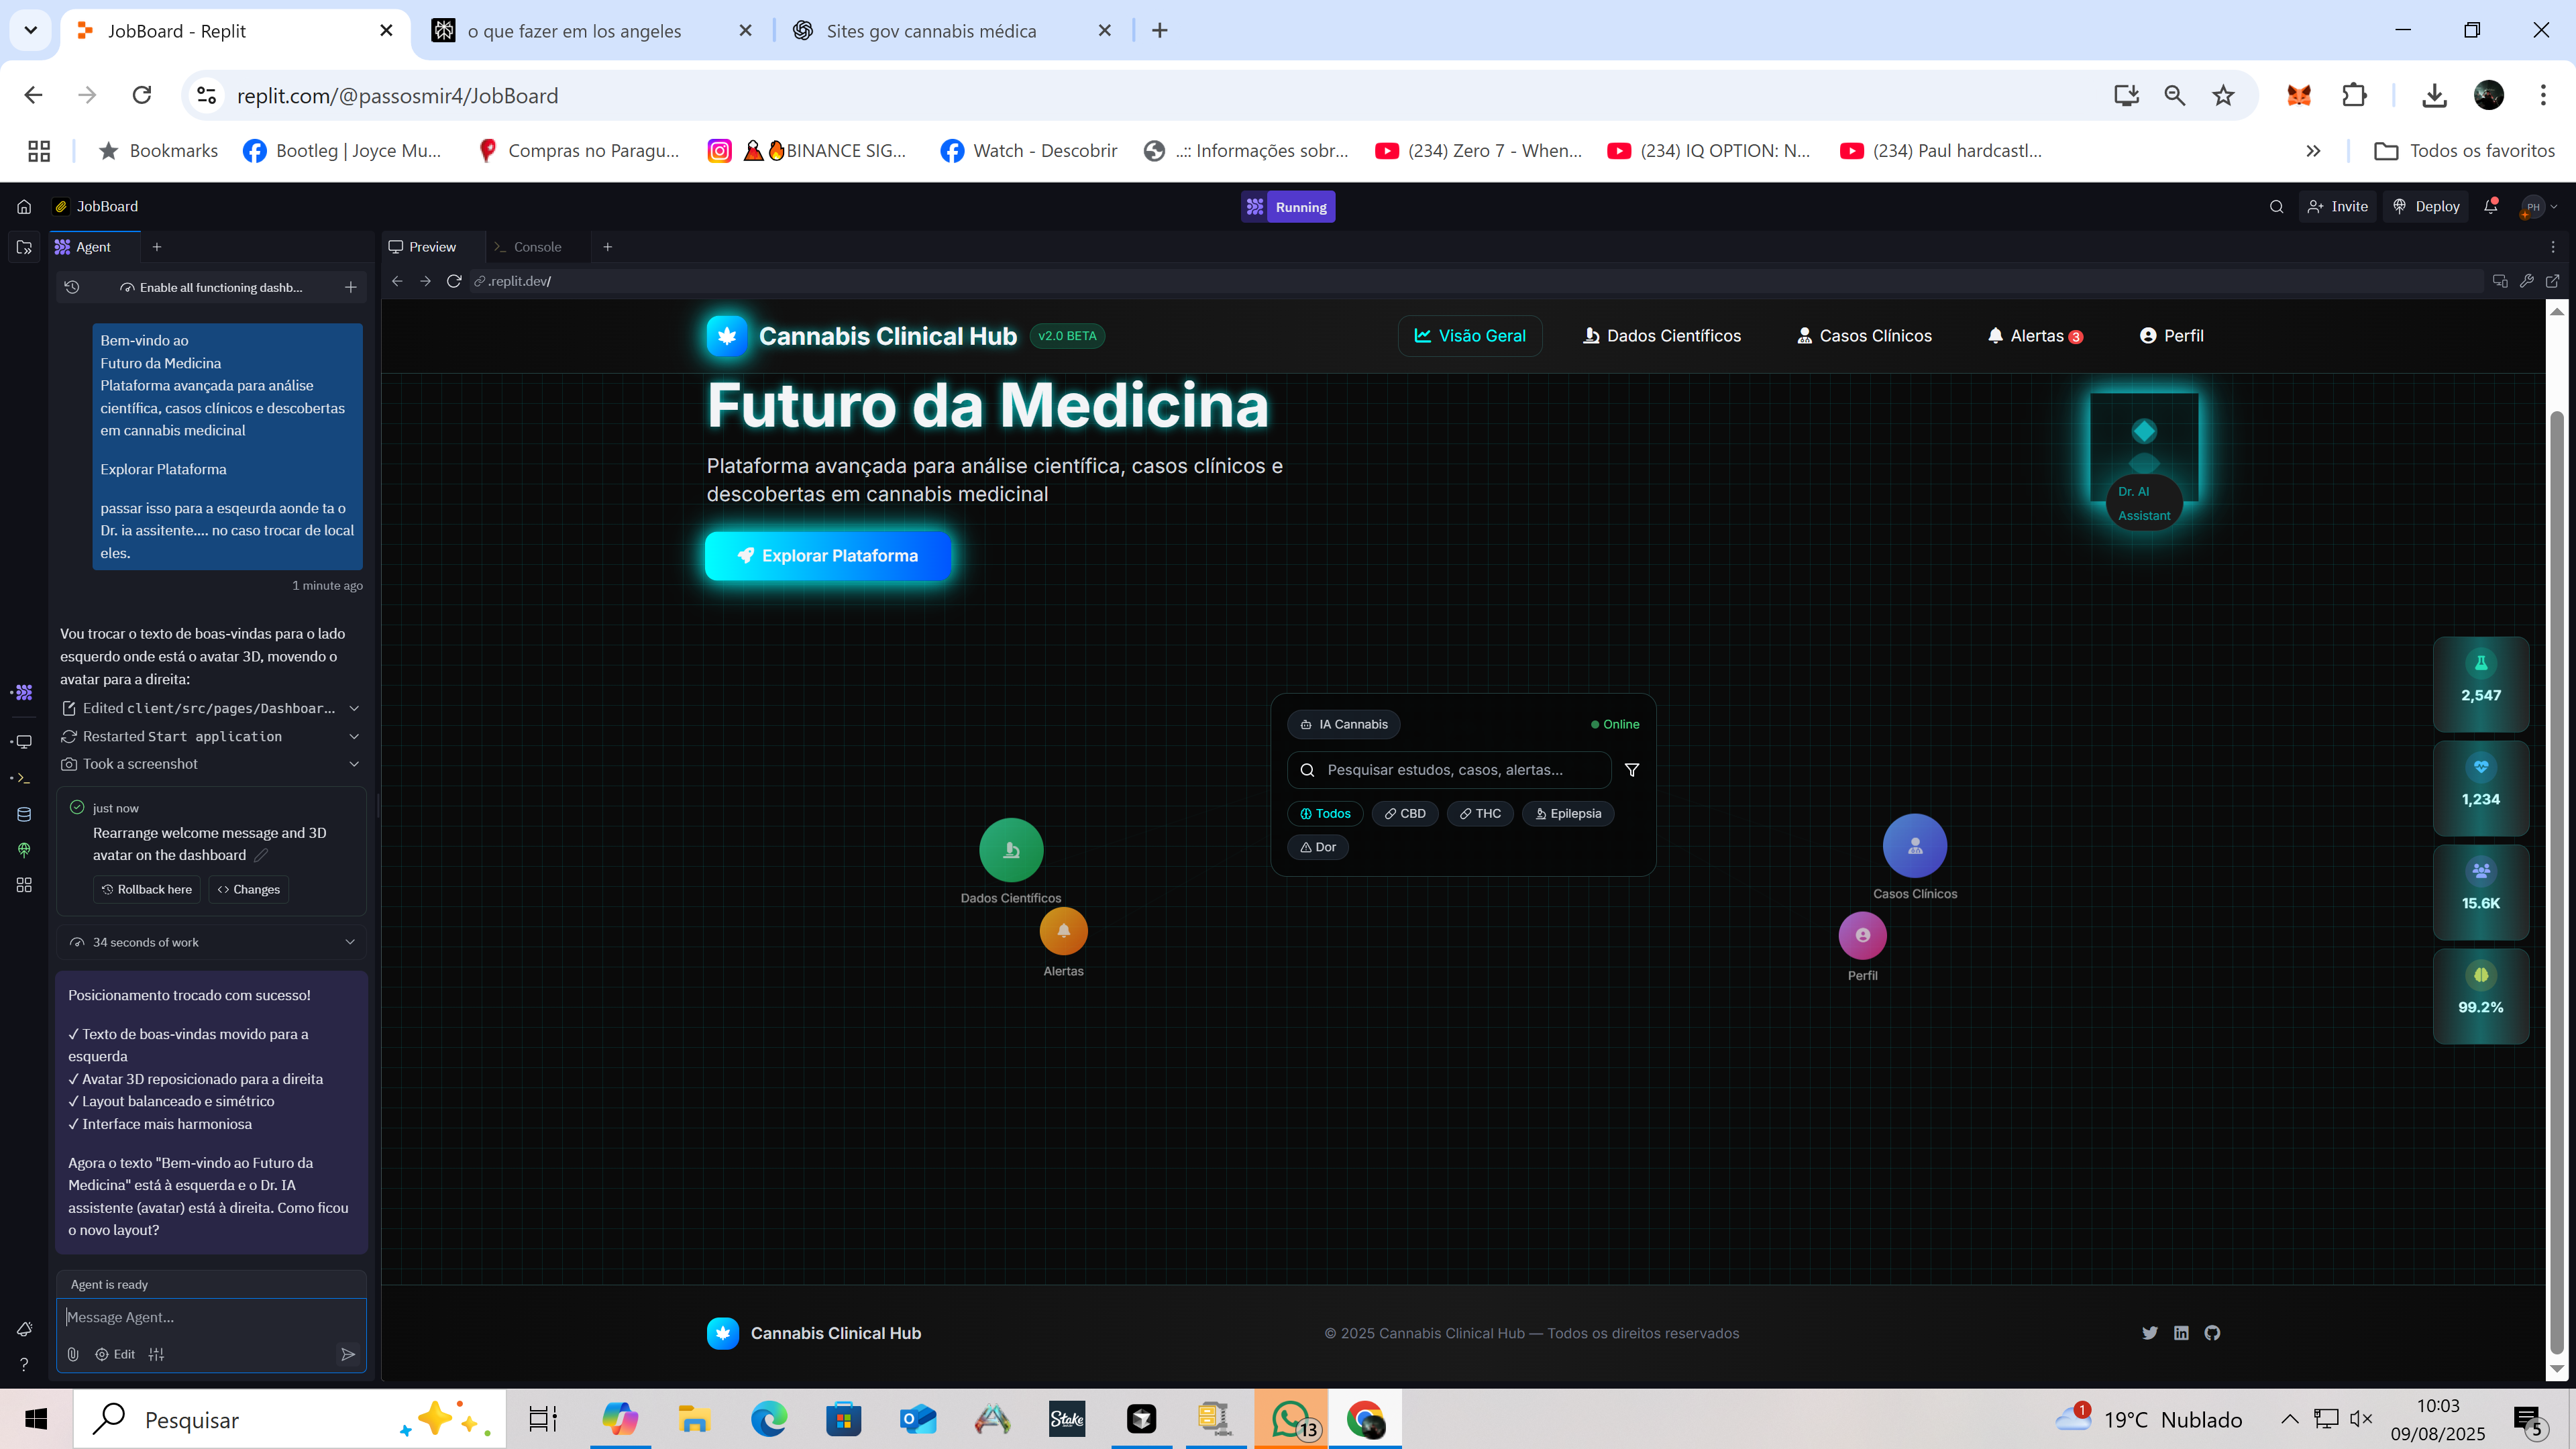 JobBoard - Replit
o que fazer em los angeles
Sites gov cannabis médica
replit.com/@passosmir4/JobBoard
Bookmarks
Bootleg | Joyce Mu...
Compras no Paragu...
BINANCE SIG...
Watch - Descobrir
..:: Informações sobr...
(234) Zero 7 - When...
(234) IQ OPTION: N...
(234) Paul hardcastl...
Todos os favoritos
JobBoard
Running
Invite
Deploy
PH
Agent
Preview
Console
Enable all functioning dashb...
.replit.dev/
Bem-vindo ao
Futuro da Medicina
Plataforma avançada para análise
científica, casos clínicos e descobertas
em cannabis medicinal
Explorar Plataforma
passar isso para a esqeurda aonde ta o
Dr. ia assitente.... no caso trocar de local
eles.
1 minute ago
Vou trocar o texto de boas-vindas para o lado
esquerdo onde está o avatar 3D, movendo o
avatar para a direita:
Edited client/src/pages/Dashboar...
Restarted Start application
Took a screenshot
just now
Rearrange welcome message and 3D
avatar on the dashboard
Rollback here
Changes
34 seconds of work
Posicionamento trocado com sucesso!
✓ Texto de boas-vindas movido para a
esquerda
✓ Avatar 3D reposicionado para a direita
✓ Layout balanceado e simétrico
✓ Interface mais harmoniosa
Agora o texto "Bem-vindo ao Futuro da
Medicina" está à esquerda e o Dr. IA
assistente (avatar) está à direita. Como ficou
o novo layout?
Agent is ready
Message Agent...
Edit
Cannabis Clinical Hub
v2.0 BETA
Visão Geral
Dados Científicos
Casos Clínicos
Alertas 3
Perfil
Futuro da Medicina
Plataforma avançada para análise científica, casos clínicos e
descobertas em cannabis medicinal
Explorar Plataforma
Dr. AI
Assistant
IA Cannabis
Online
Pesquisar estudos, casos, alertas...
Todos
CBD
THC
Epilepsia
Dor
Dados Científicos
Alertas
Casos Clínicos
Perfil
2,547
1,234
15.6K
99.2%
Cannabis Clinical Hub
© 2025 Cannabis Clinical Hub — Todos os direitos reservados
Pesquisar
Stake
13
1
19°C Nublado
10:03
09/08/2025
5